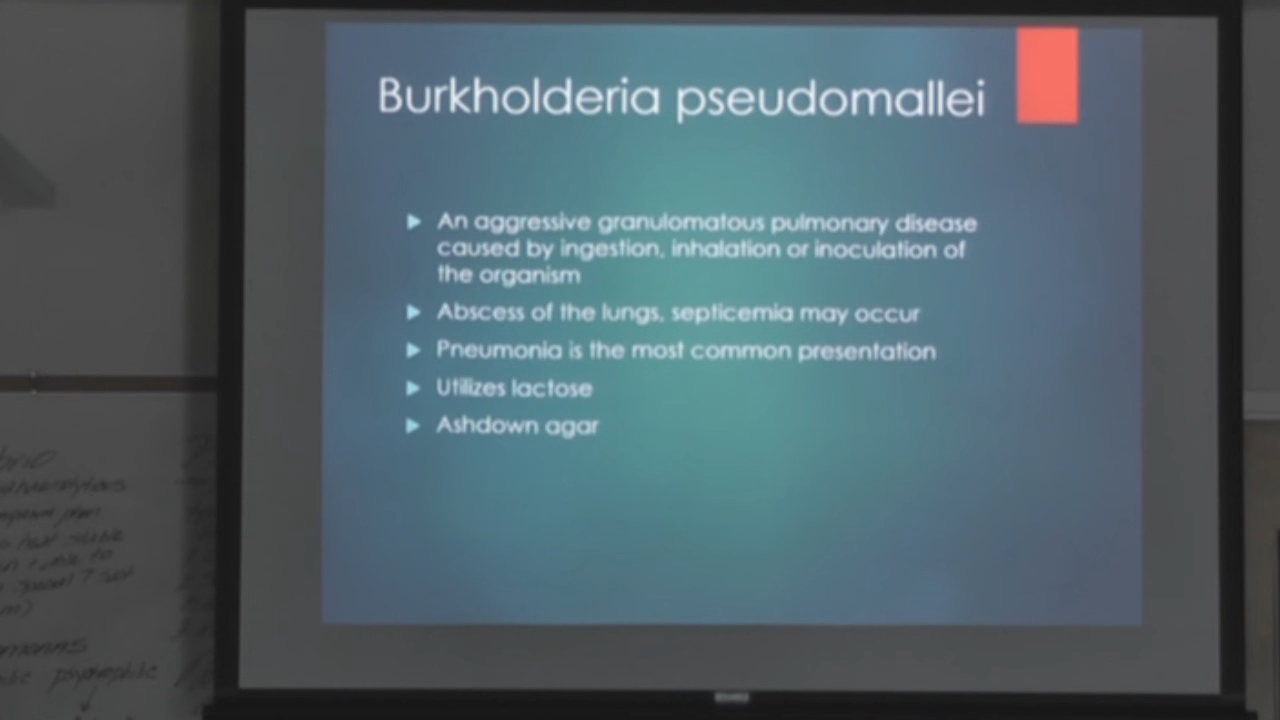 Burkholderia pseudomallei
An aggressive granulomatous pulmonary disease
caused by ingestion, inhalation or inoculation of
the organism
Abscess of the lungs, septicemia may occur
Pneumonia is the most common presentation
Utilizes lactose
Ashdown agar